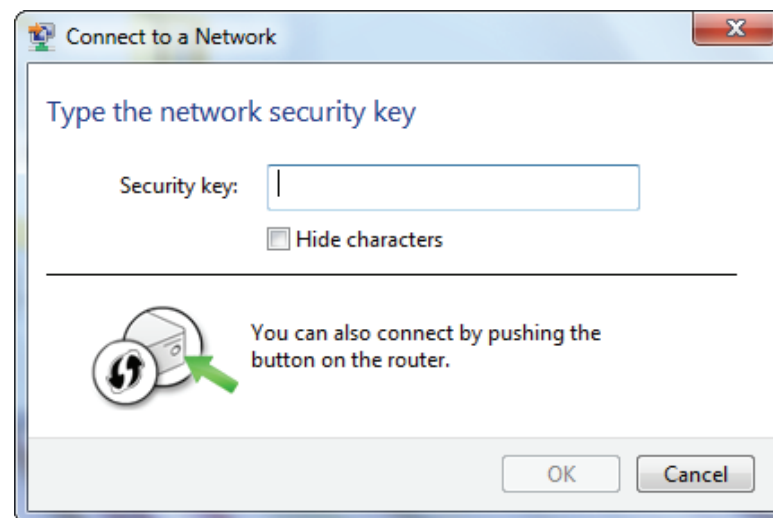 Connect to a Network
X
Type the network security key
Security key:
Hide characters
You can also connect by pushing the
button on the router.
OK
Cancel